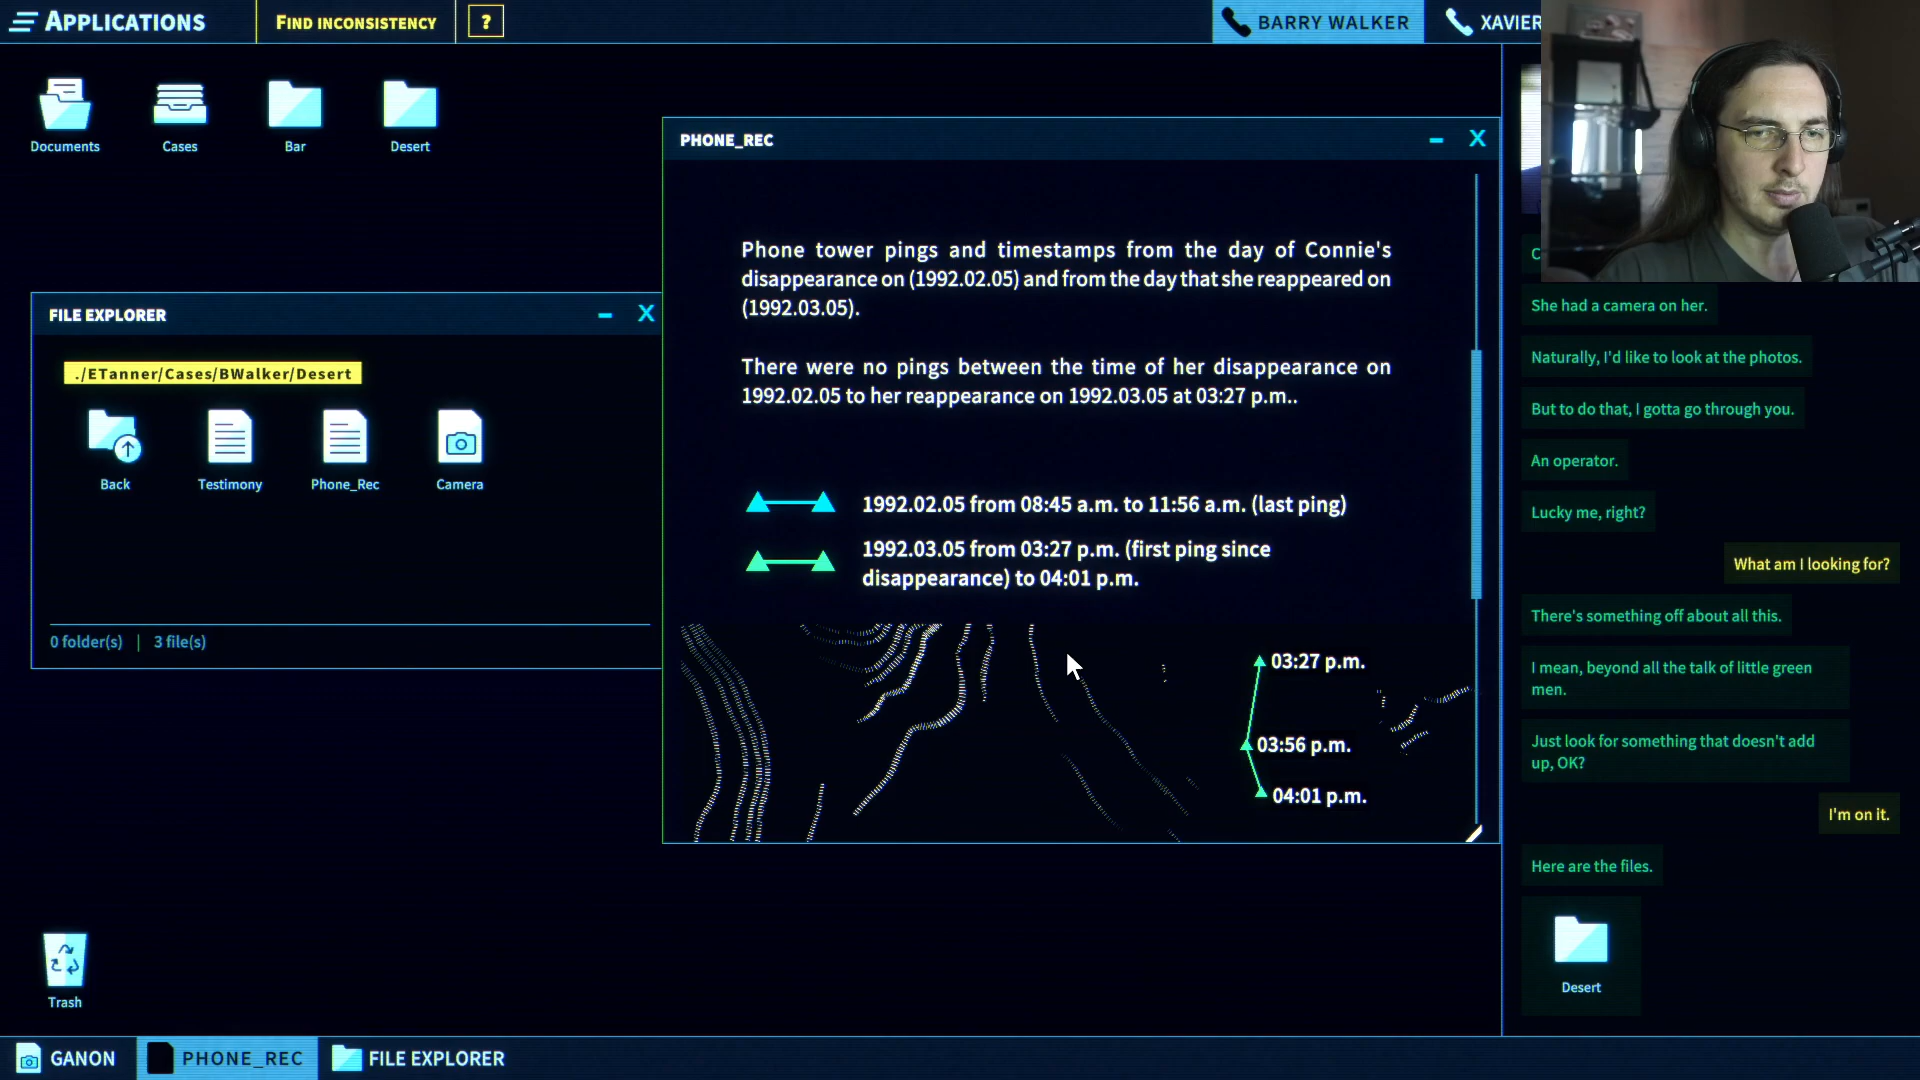 APPLICATIONS
FIND INCONSISTENCY
?
BARRY WALKER
XAVIER
Documents
Cases
Bar
Desert
FILE EXPLORER
./ETanner/Cases/BWalker/Desert
Back
Testimony
Phone_Rec
Camera
0 folder(s) | 3 file(s)
PHONE_REC
X
X
Phone tower pings and timestamps from the day of Connie's
disappearance on (1992.02.05) and from the day that she reappeared on
(1992.03.05).
There were no pings between the time of her disappearance on
1992.02.05 to her reappearance on 1992.03.05 at 03:27 p.m..
1992.02.05 from 08:45 a.m. to 11:56 a.m. (last ping)
1992.03.05 from 03:27 p.m. (first ping since
disappearance) to 04:01 p.m.
03:27 p.m.
03:56 p.m.
04:01 p.m.
C
She had a camera on her.
Naturally, I'd like to look at the photos.
But to do that, I gotta go through you.
An operator.
Lucky me, right?
What am I looking for?
There's something off about all this.
I mean, beyond all the talk of little green
men.
Just look for something that doesn't add
up, OK?
I'm on it.
Here are the files.
Desert
Trash
GANON
PHONE_REC
FILE EXPLORER